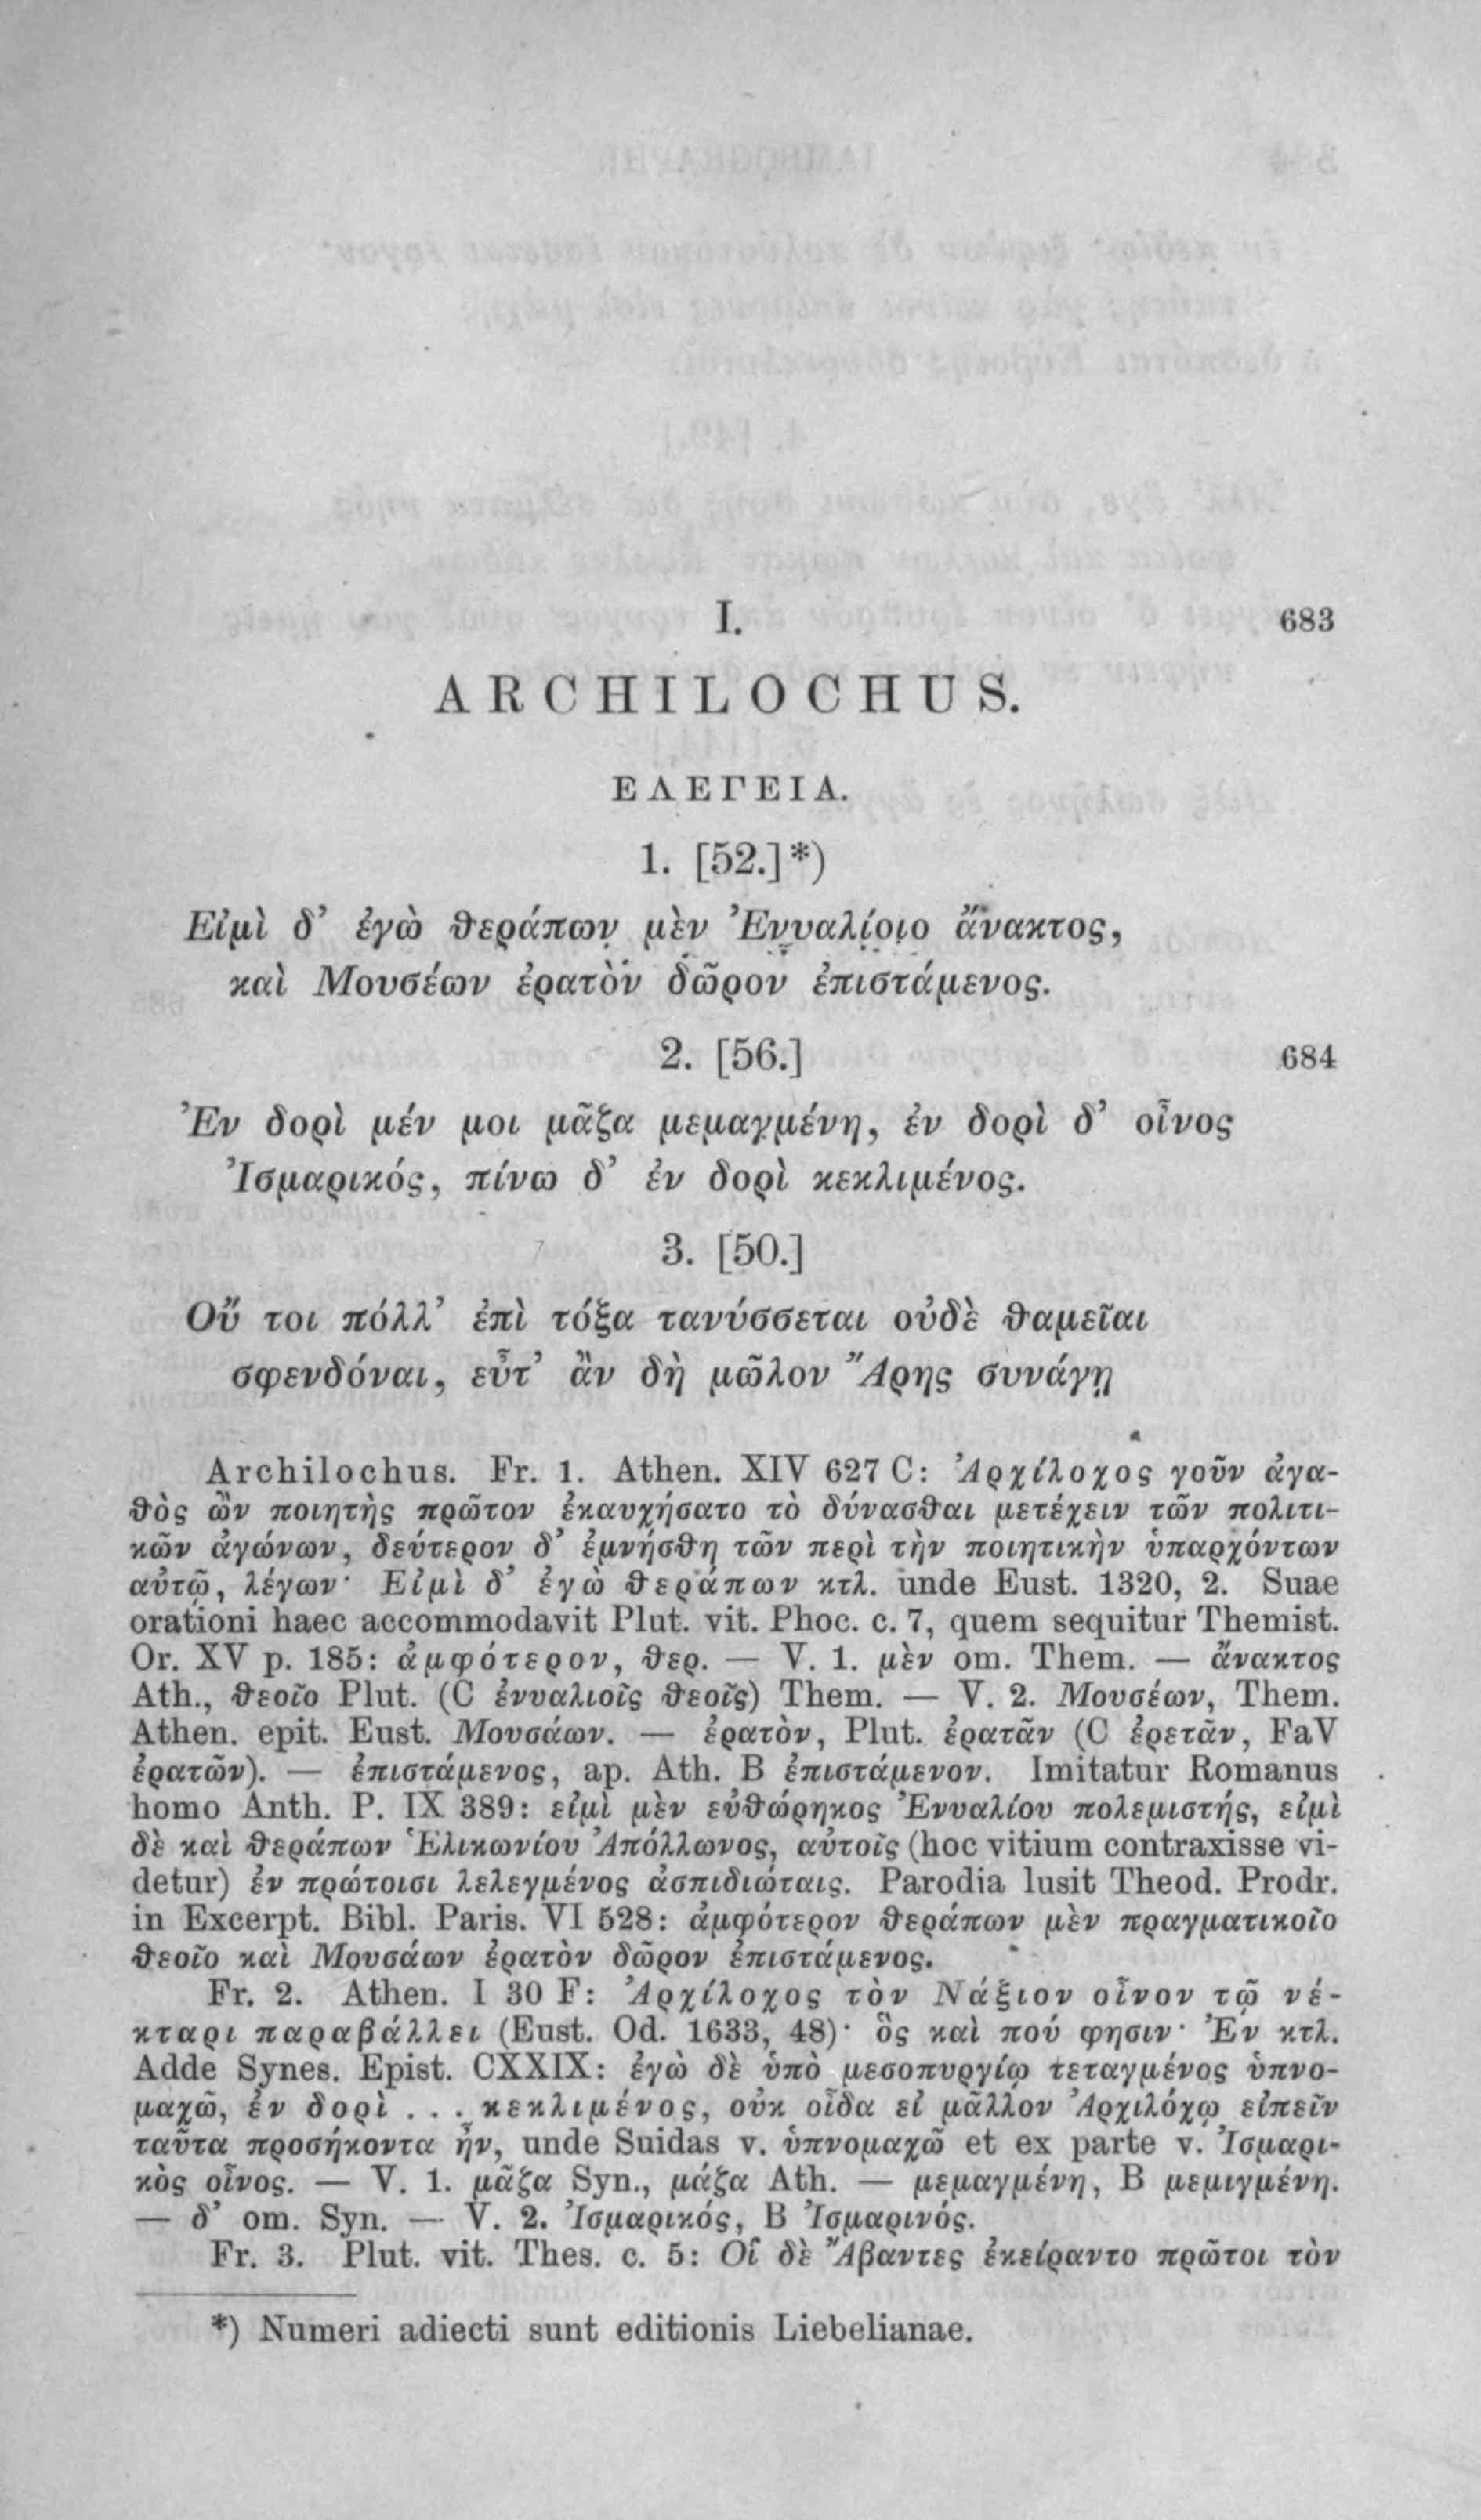 I. 683
ARCHILOCHUS.
ΕΛΕΓΕΙΑ.
1. [52.]*)
Εἰμὶ δ’ ἐγὼ θεράπων μὲν Ἐνυαλίοιο ἄνακτος,
καὶ Μουσέων ἐρατὸν δῶρον ἐπιστάμενος.
2. [56.] 684
Ἐν δορὶ μέν μοι μᾶζα μεμαγμένη, ἐν δορὶ δ’ οἶνος
Ἰσμαρικός, πίνω δ’ ἐν δορὶ κεκλιμένος.
3. [50.]
Οὔ τοι πόλλ’ ἐπὶ τόξα τανύσσεται οὐδὲ θαμεῖαι
σφενδόναι, εὖτ’ ἂν δὴ μῶλον Ἄρης συνάγῃ
Archilochus. Fr. 1. Athen. XIV 627 C: Ἀρχίλοχος γοῦν ἀγα-
θὸς ὢν ποιητὴς πρῶτον ἐκαυχήσατο τὸ δύνασθαι μετέχειν τῶν πολιτι-
κῶν ἀγώνων, δεύτερον δ’ ἐμνήσθη τῶν περὶ τὴν ποιητικὴν ὑπαρχόντων
αὐτῷ, λέγων· Εἰμὶ δ’ ἐγὼ θεράπων κτλ. unde Eust. 1320, 2. Suae
orationi haec accommodavit Plut. vit. Phoc. c. 7, quem sequitur Themist.
Or. XV p. 185: ἀμφότερον, θερ. — V. 1. μὲν om. Them. — ἄνακτος
Ath., θεοῖο Plut. (C ἐνυαλιοῖς θεοῖς) Them. — V. 2. Μουσέων, Them.
Athen. epit. Eust. Μουσάων. — ἐρατὸν, Plut. ἐρατᾶν (C ἐρετᾶν, FaV
ἐρατῶν). — ἐπιστάμενος, ap. Ath. B ἐπιστάμενον. Imitatur Romanus
homo Anth. P. IX 389: εἰμὶ μὲν εὐθώρηκος Ἐνυαλίου πολεμιστής, εἰμὶ
δὲ καὶ θεράπων Ἑλικωνίου Ἀπόλλωνος, αὐτοῖς (hoc vitium contraxisse vi-
detur) ἐν πρώτοισι λελεγμένος ἀσπιδιώταις. Parodia lusit Theod. Prodr.
in Excerpt. Bibl. Paris. VI 528: ἀμφότερον θεράπων μὲν πραγματικοῖο
θεοῖο καὶ Μουσάων ἐρατὸν δῶρον ἐπιστάμενος.
Fr. 2. Athen. I 30 F: Ἀρχίλοχος τὸν Νάξιον οἶνον τῷ νέ-
κταρι παραβάλλει (Eust. Od. 1633, 48)· ὃς καὶ πού φησιν· Ἐν κτλ.
Adde Synes. Epist. CXXIX: ἐγὼ δὲ ὑπὸ μεσοπυργίῳ τεταγμένος ὑπνο-
μαχῶ, ἐν δορὶ . . . κεκλιμένος, οὐκ οἶδα εἰ μᾶλλον Ἀρχιλόχῳ εἰπεῖν
ταῦτα προσήκοντα ἦν, unde Suidas v. ὑπνομαχῶ et ex parte v. Ἰσμαρι-
κὸς οἶνος. — V. 1. μᾶζα Syn., μάζα Ath. — μεμαγμένη, B μεμιγμένη.
— δ’ om. Syn. — V. 2. Ἰσμαρικός, B Ἰσμαρινός.
Fr. 3. Plut. vit. Thes. c. 5: Οἱ δὲ Ἄβαντες ἐκείραντο πρῶτοι τὸν
*) Numeri adiecti sunt editionis Liebelianae.